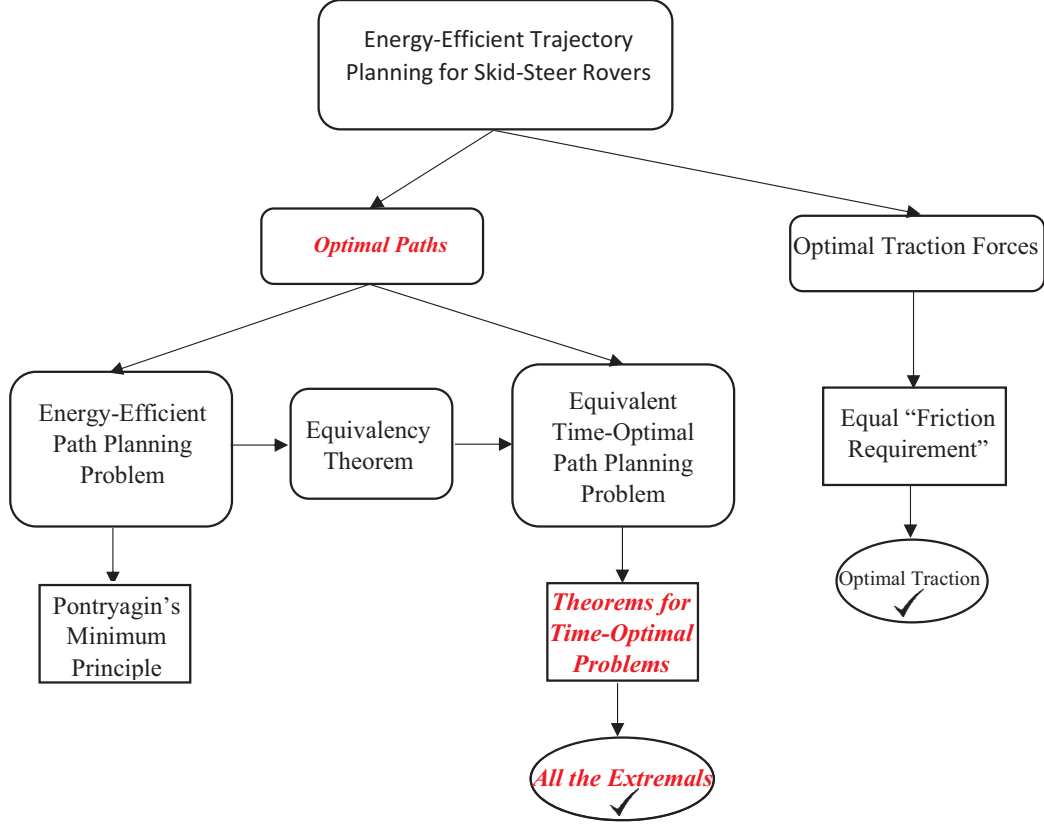 Energy-Efficient Trajectory
Planning for Skid-Steer Rovers
Optimal Paths
Optimal Traction Forces
Energy-Efficient
Path Planning
Problem
Equivalency
Theorem
Equivalent
Time-Optimal
Path Planning
Problem
Equal “Friction
Requirement”
Pontryagin’s
Minimum
Principle
Theorems for
Time-Optimal
Problems
Optimal Traction
All the Extremals